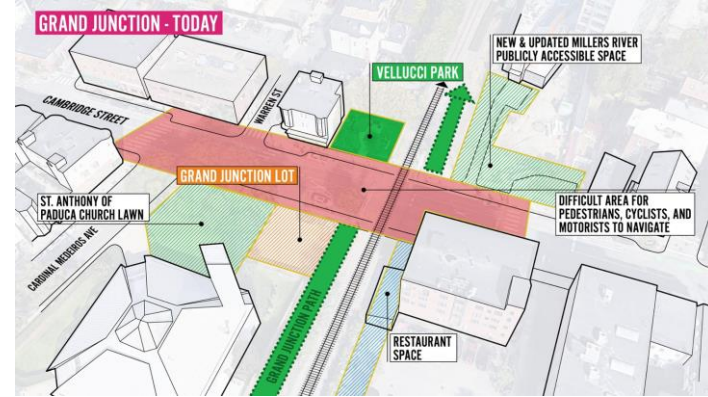 GRAND JUNCTION - TODAY
NEW & UPDATED MILLERS RIVER
PUBLICLY ACCESSIBLE SPACE
VELLUCCI PARK
WARREN ST
CAMBRIDGE STREET
GRAND JUNCTION LOT
ST. ANTHONY OF
PADUCA CHURCH LAWN
DIFFICULT AREA FOR
PEDESTRIANS, CYCLISTS, AND
MOTORISTS TO NAVIGATE
CARDINAL MEDEIROS AVE
GRAND JUNCTION PATH
RESTAURANT
SPACE